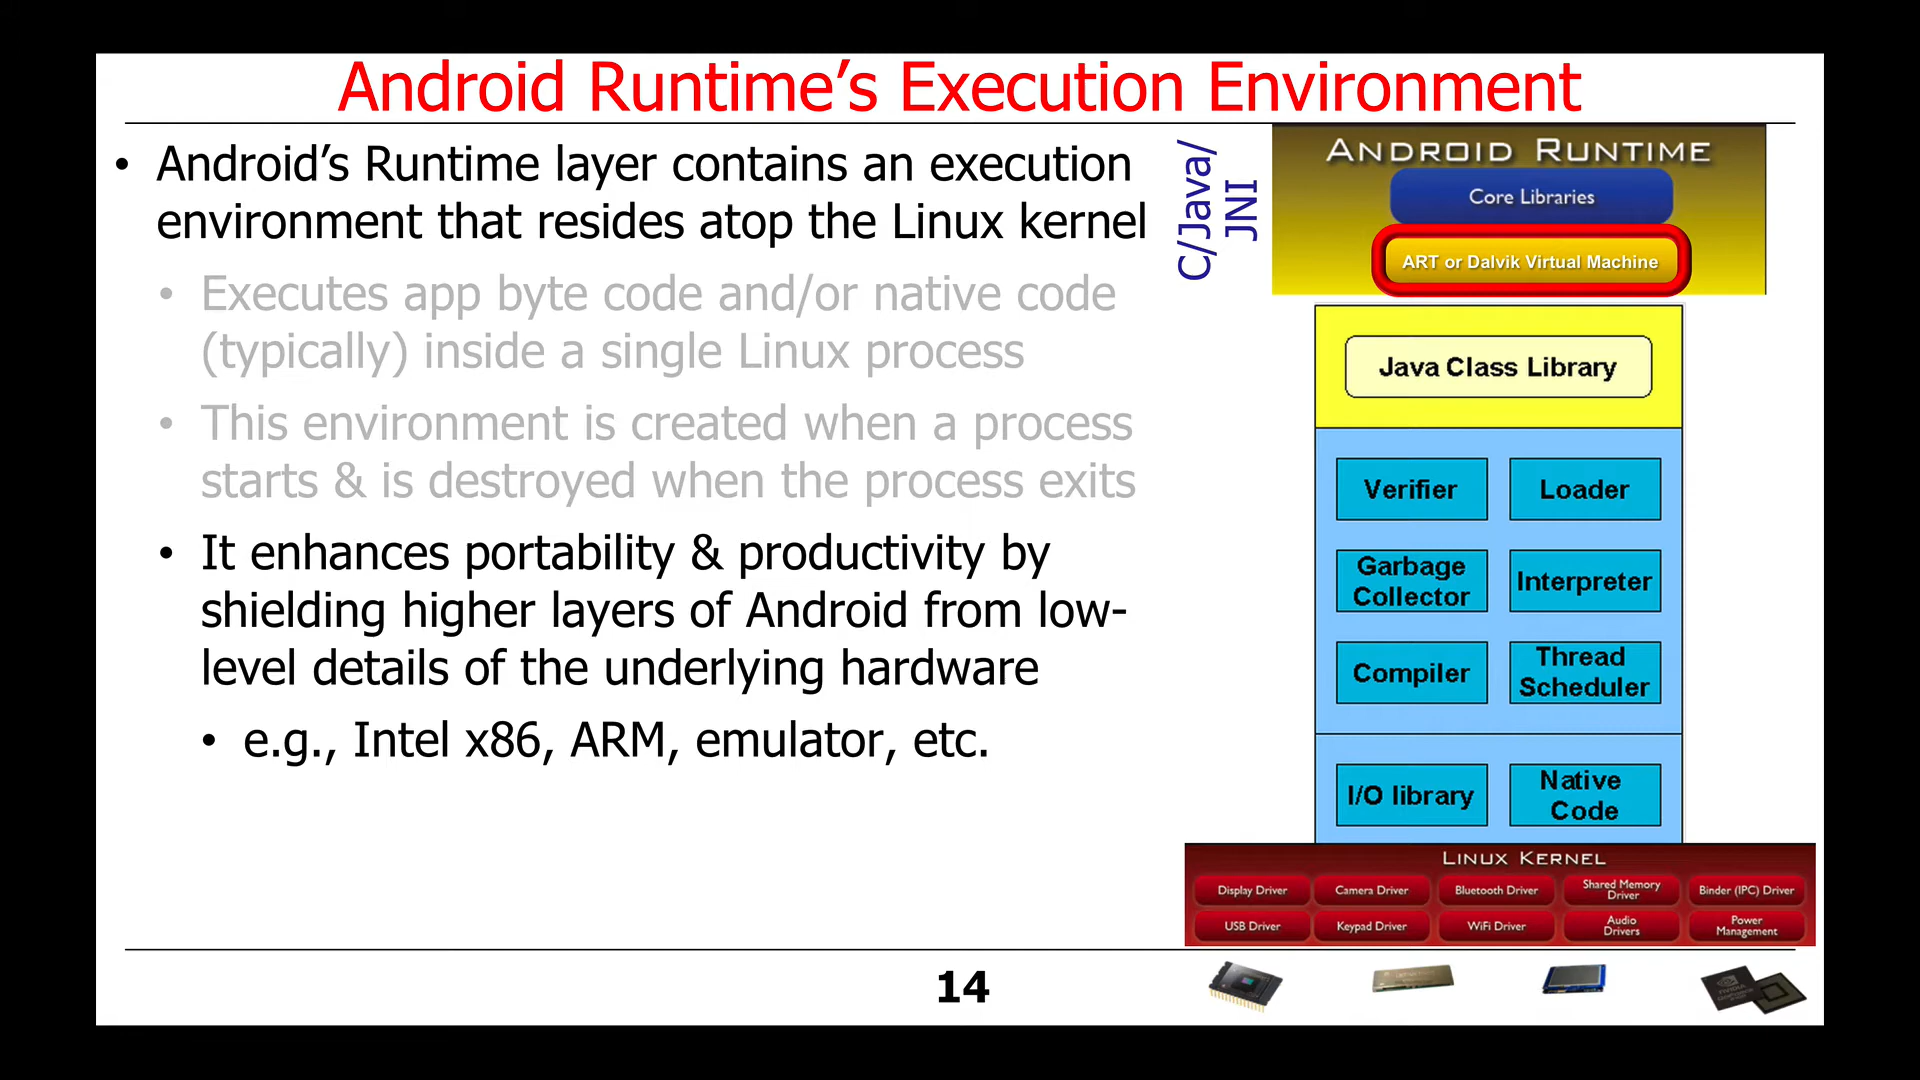 Android Runtime’s Execution Environment
• Android’s Runtime layer contains an execution
environment that resides atop the Linux kernel
• Executes app byte code and/or native code
(typically) inside a single Linux process
• This environment is created when a process
starts & is destroyed when the process exits
• It enhances portability & productivity by
shielding higher layers of Android from low-
level details of the underlying hardware
• e.g., Intel x86, ARM, emulator, etc.
C/Java/
JNI
ANDROID RUNTIME
Core Libraries
ART or Dalvik Virtual Machine
Java Class Library
Verifier
Loader
Garbage
Collector
Interpreter
Compiler
Thread
Scheduler
I/O library
Native
Code
LINUX KERNEL
Display Driver
Camera Driver
Bluetooth Driver
Shared Memory
Driver
Binder (IPC) Driver
USB Driver
Keypad Driver
WiFi Driver
Audio
Drivers
Power
Management
14